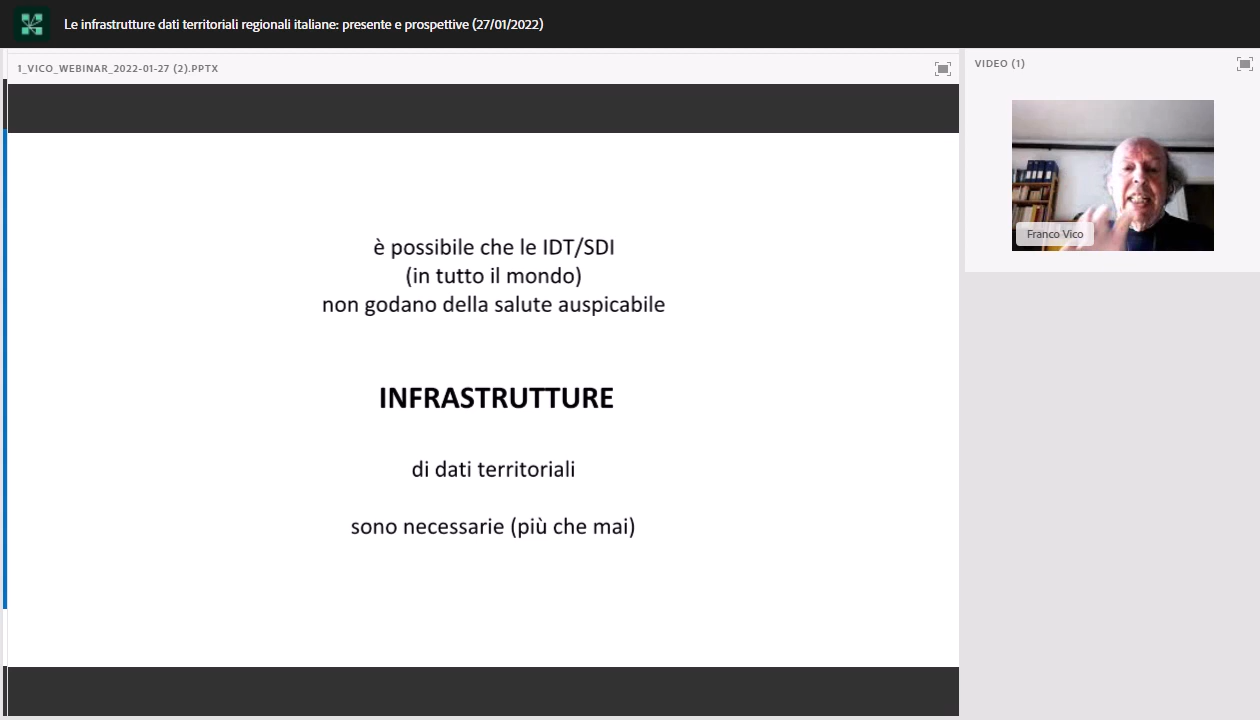 Le infrastrutture dati territoriali regionali italiane: presente e prospettive (27/01/2022)
1_VICO_WEBINAR_2022-01-27 (2).PPTX
VIDEO (1)
Franco Vico
è possibile che le IDT/SDI
(in tutto il mondo)
non godano della salute auspicabile
INFRASTRUTTURE
di dati territoriali
sono necessarie (più che mai)